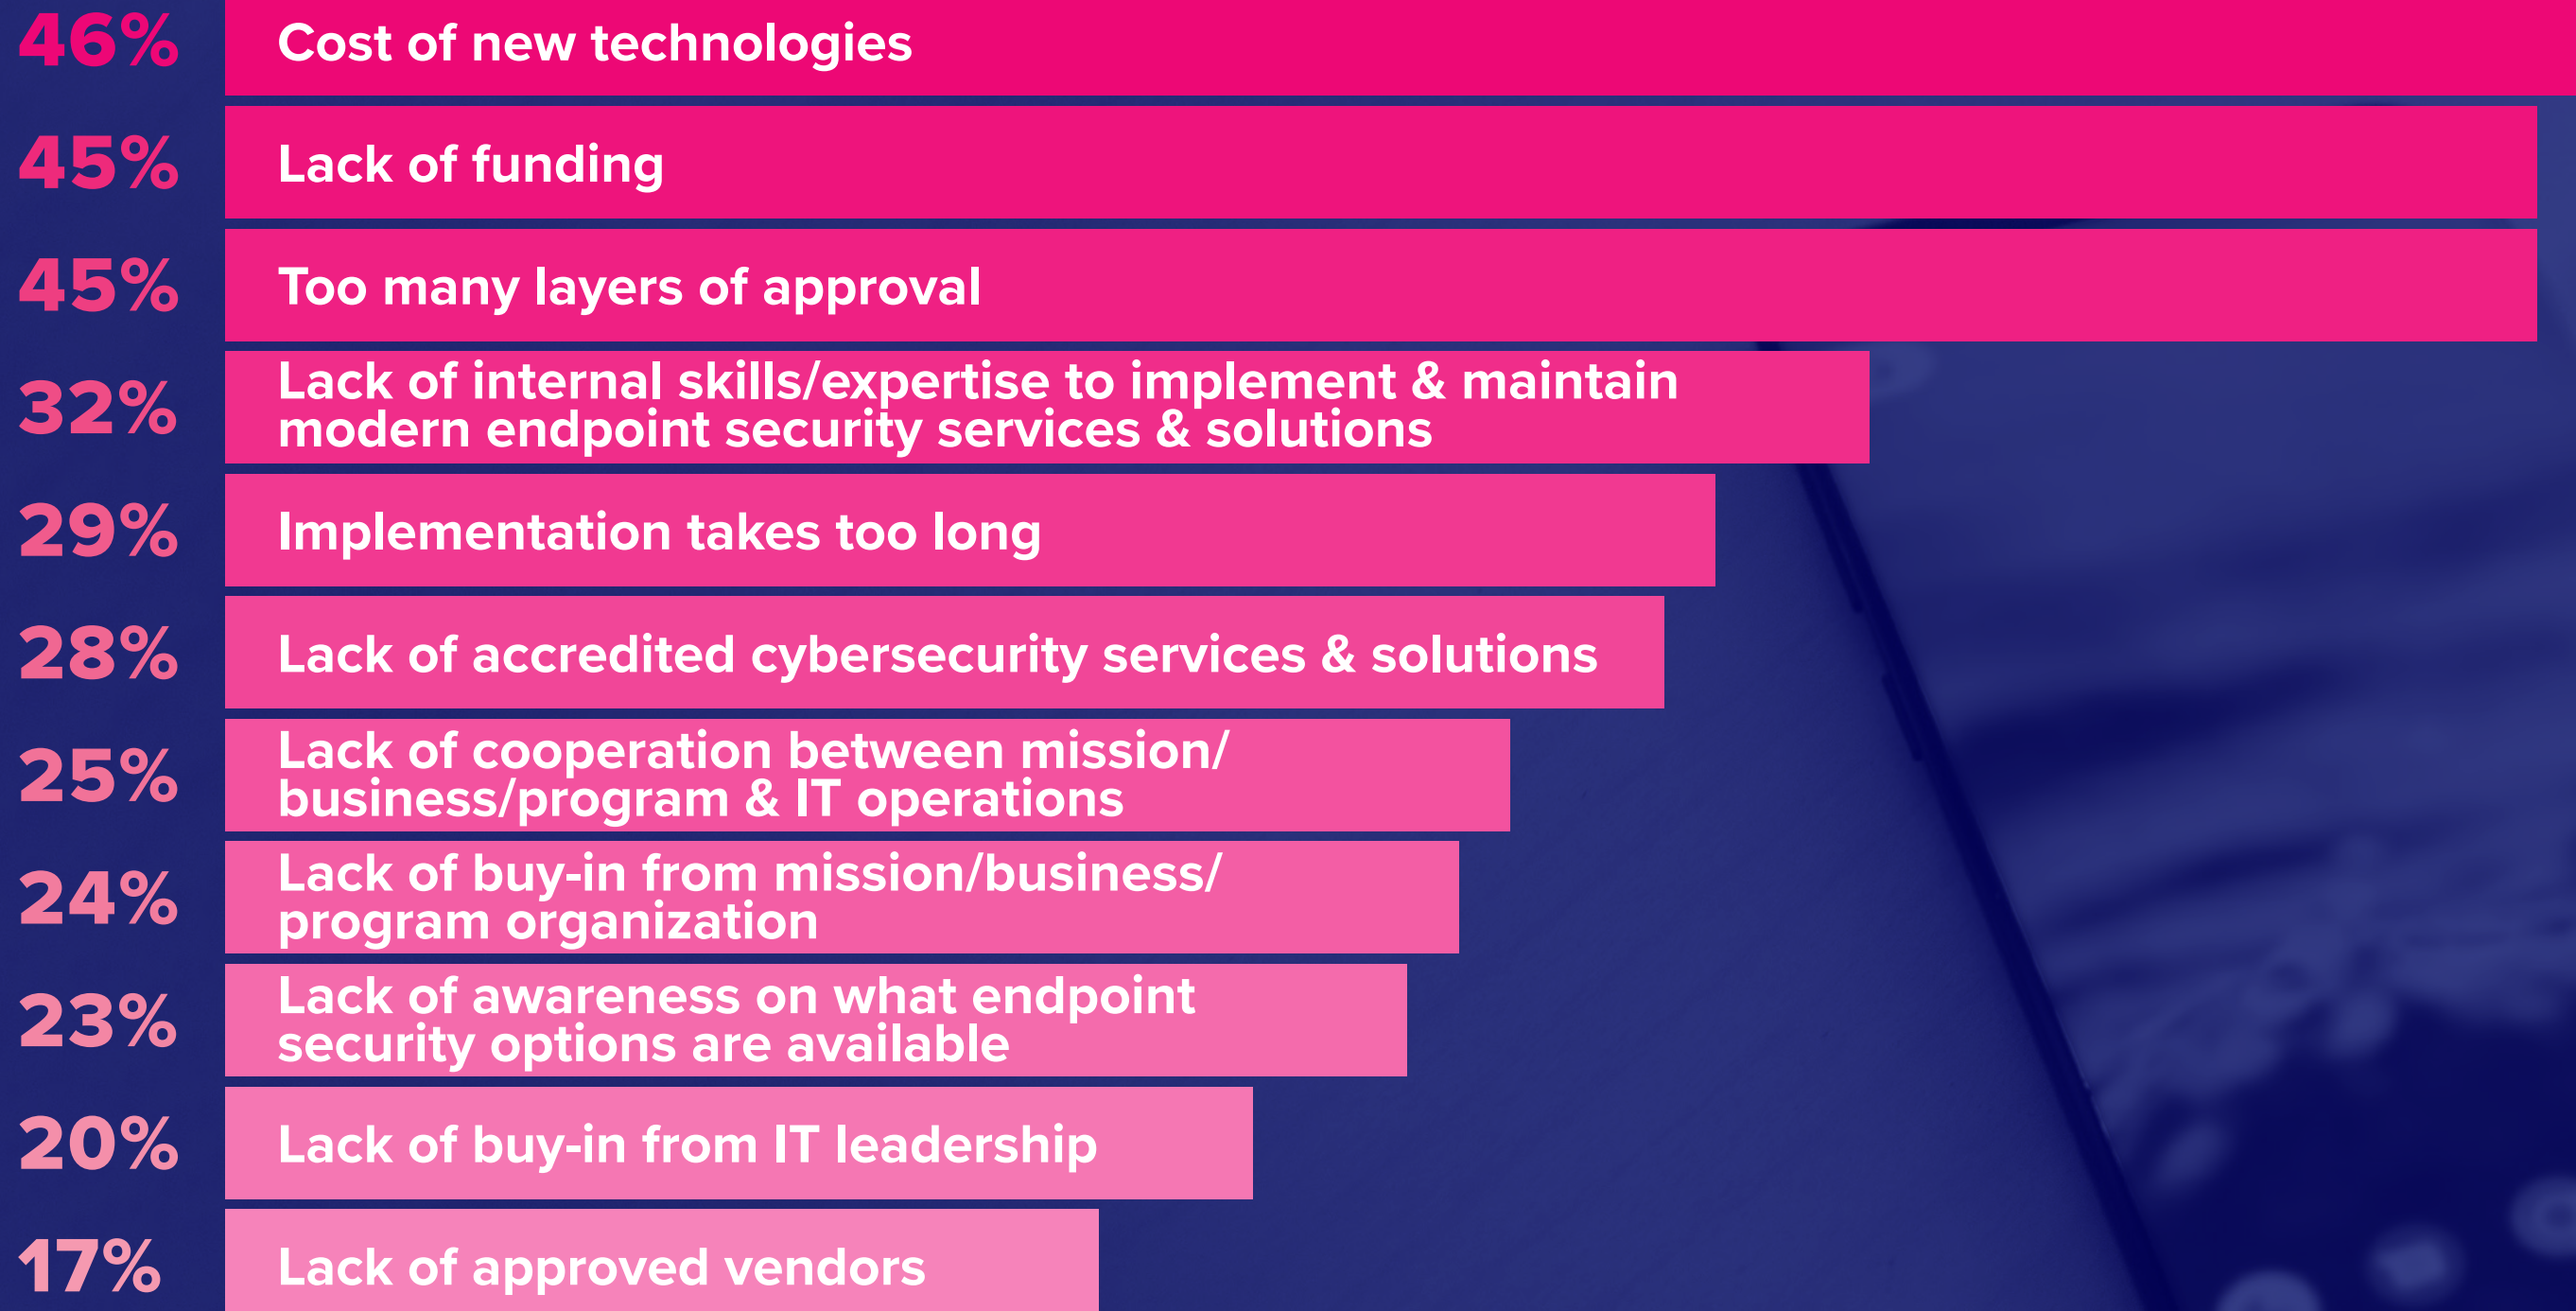 46%
Cost of new technologies
45%
Lack of funding
45%
Too many layers of approval
32%
Lack of internal skills/expertise to implement & maintain
modern endpoint security services & solutions
29%
Implementation takes too long
28%
Lack of accredited cybersecurity services & solutions
25%
Lack of cooperation between mission/
business/program & IT operations
24%
Lack of buy-in from mission/business/
program organization
23%
Lack of awareness on what endpoint
security options are available
20%
Lack of buy-in from IT leadership
17%
Lack of approved vendors